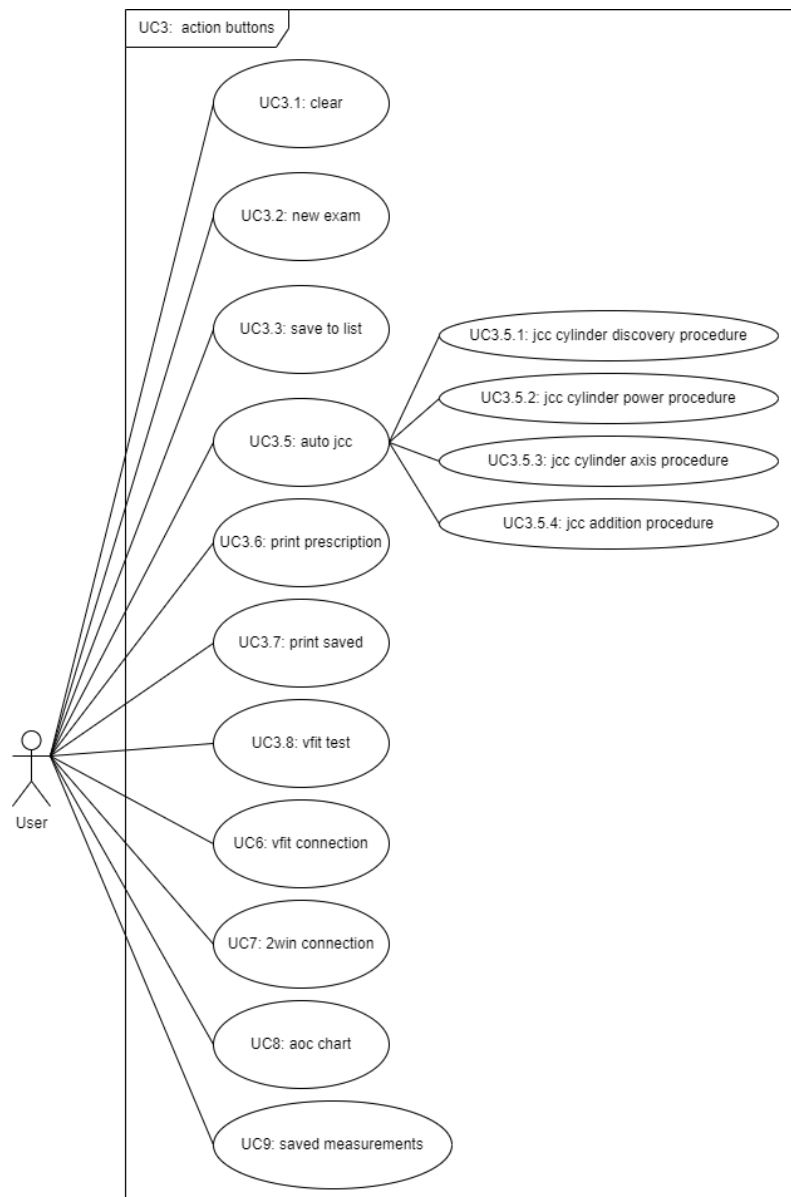 UC3: action buttons
UC3.1: clear
UC3.2: new exam
UC3.3: save to list
UC3.5: auto jcc
UC3.5.1: jcc cylinder discovery procedure
UC3.5.2: jcc cylinder power procedure
UC3.5.3: jcc cylinder axis procedure
UC3.5.4: jcc addition procedure
UC3.6: print prescription
UC3.7: print saved
UC3.8: vfit test
User
UC6: vfit connection
UC7: 2win connection
UC8: aoc chart
UC9: saved measurements